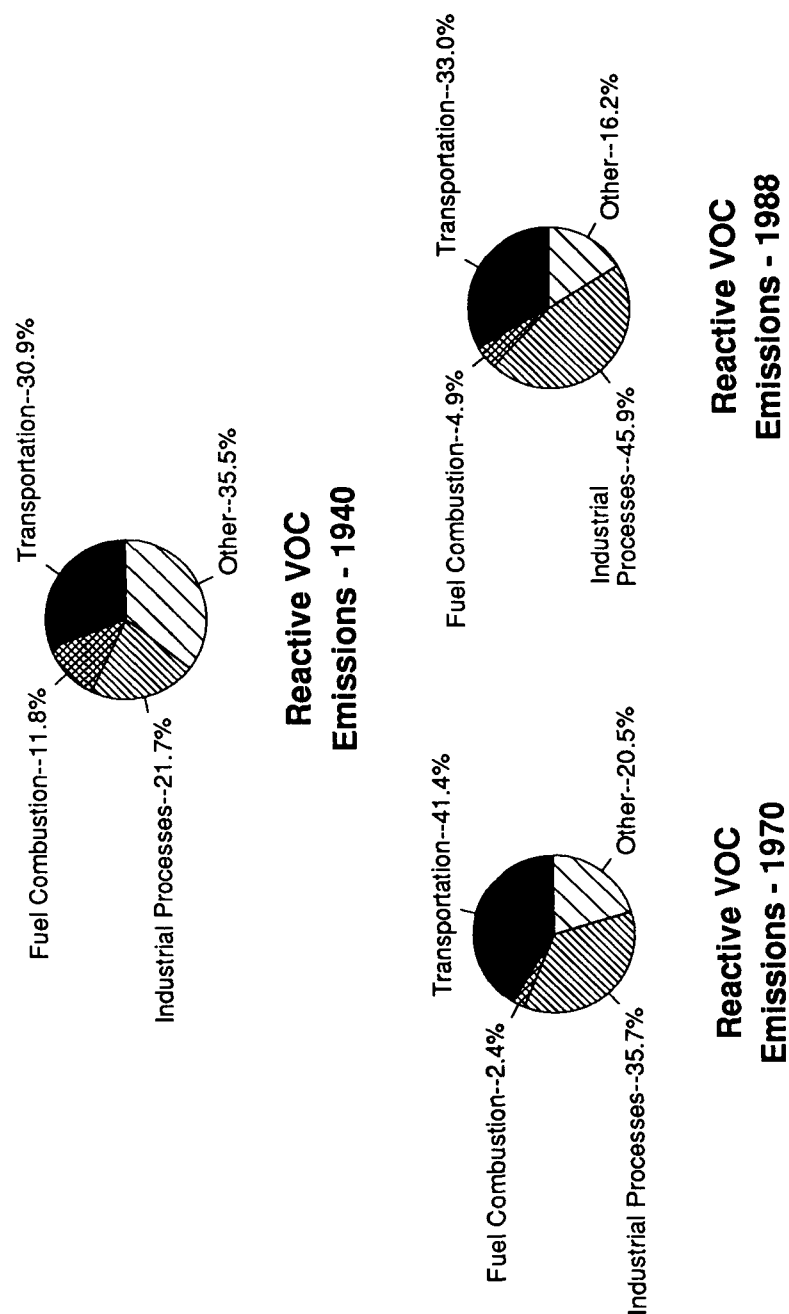 Fuel Combustion--11.8%
Transportation--30.9%
Industrial Processes--21.7%
Other--35.5%
Reactive VOC
Emissions - 1940
Fuel Combustion--2.4%
Transportation--41.4%
Industrial Processes--35.7%
Other--20.5%
Reactive VOC
Emissions - 1970
Fuel Combustion--4.9%
Transportation--33.0%
Industrial
Processes--45.9%
Other--16.2%
Reactive VOC
Emissions - 1988